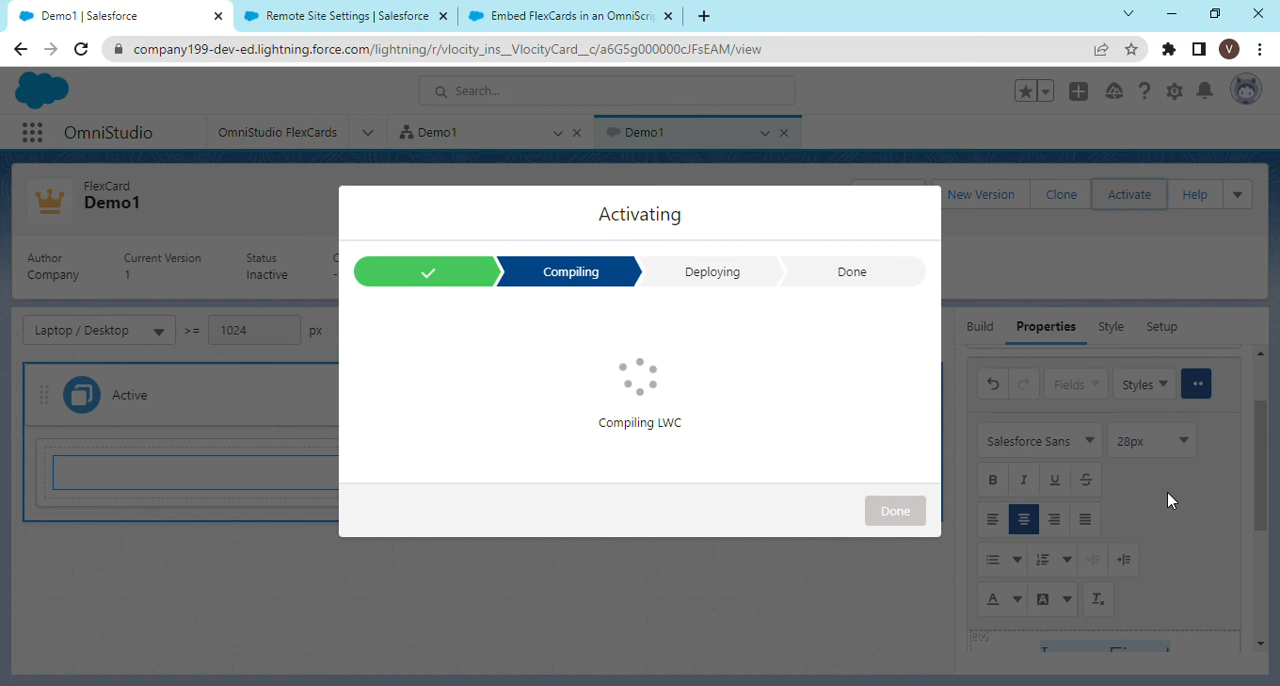 Demo1 | Salesforce
Remote Site Settings | Salesforce
Embed FlexCards in an OmniScri
company199-dev-ed.lightning.force.com/lightning/r/vlocity_ins__VlocityCard__c/a6G5g000000cJFsEAM/view
V
Search...
OmniStudio
OmniStudio FlexCards
Demo1
Demo1
FlexCard
Demo1
New Version
Clone
Activate
Help
Author
Company
Current Version
1
Status
Inactive
Activating
Compiling
Deploying
Done
Compiling LWC
Done
Laptop / Desktop
>=
1024
px
Active
Build
Properties
Style
Setup
Fields
Styles
Salesforce Sans
28px
B
I
U
S
A
A
DIV